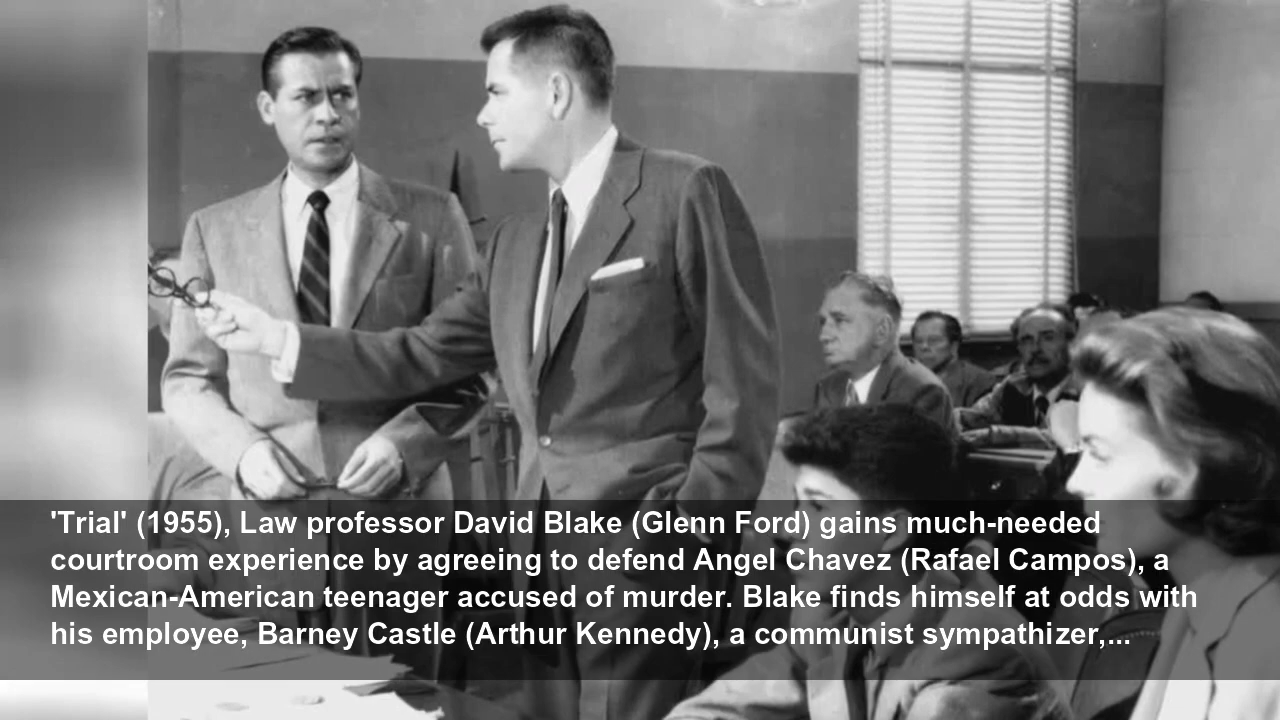 'Trial' (1955), Law professor David Blake (Glenn Ford) gains much-needed
courtroom experience by agreeing to defend Angel Chavez (Rafael Campos), a
Mexican-American teenager accused of murder. Blake finds himself at odds with
his employee, Barney Castle (Arthur Kennedy), a communist sympathizer,...